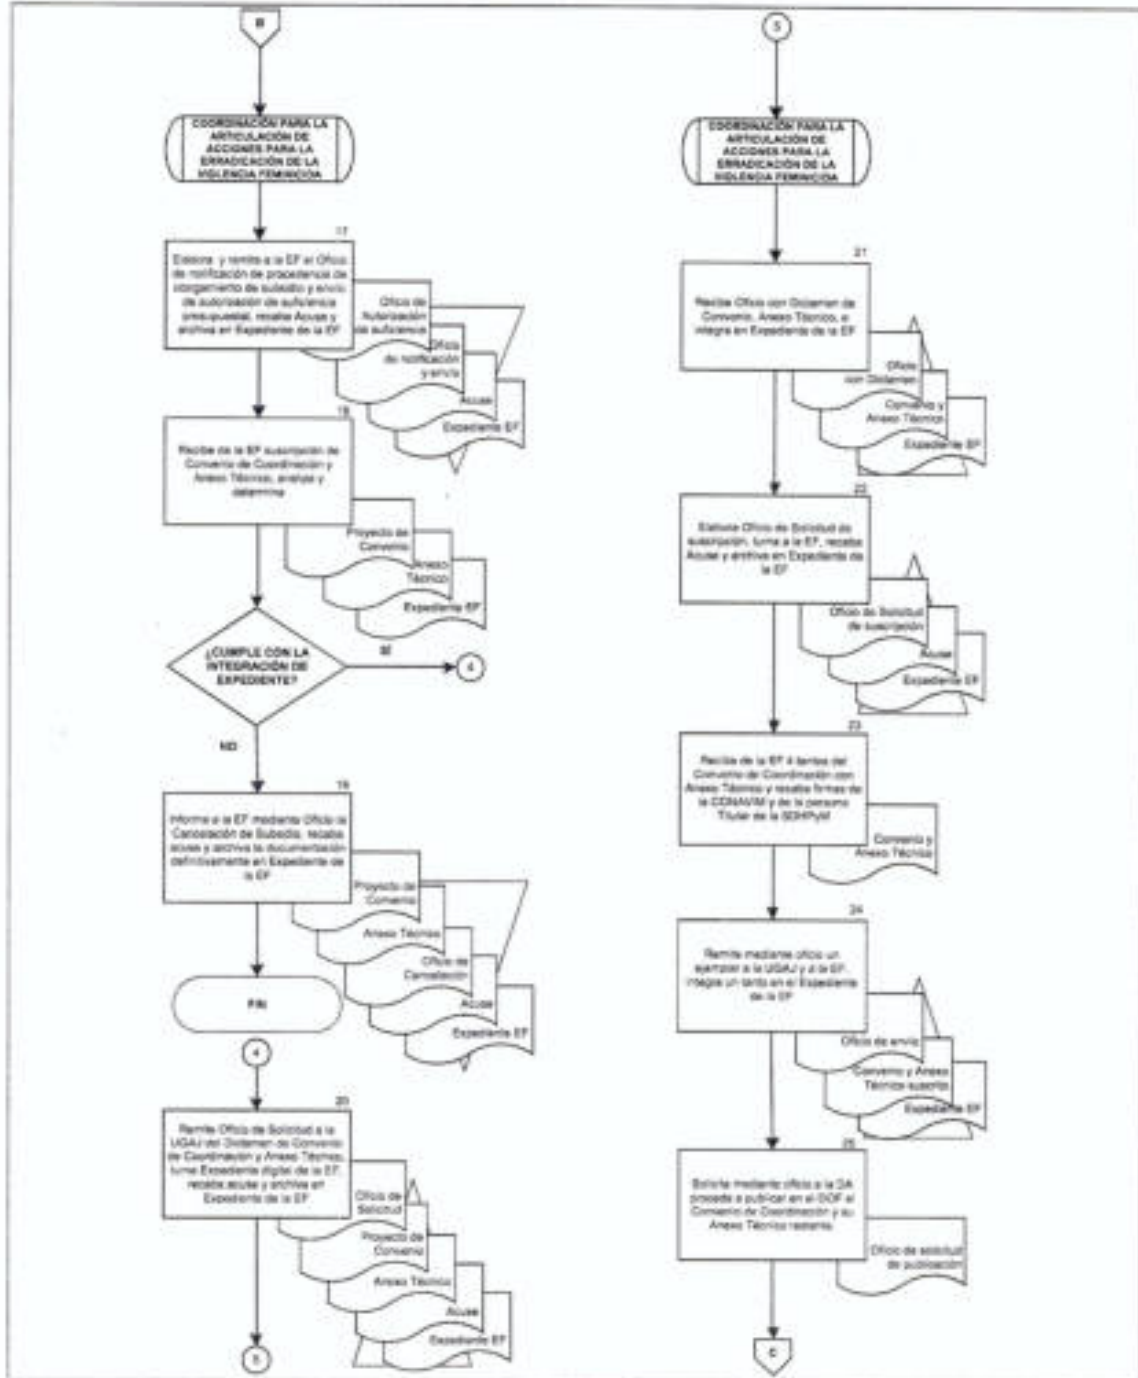 B
COORDINACIÓN PARA LA
ARTICULACIÓN DE
ACCIONES PARA LA
ERRADICACIÓN DE LA
VIOLENCIA FEMINICIDA
17
Elabora y remite a la EF el Oficio
de notificación de procedencia de
otorgamiento de subsidio y envío
de autorización de suficiencia
presupuestal, recaba Acuse y
archiva en Expediente de la EF
Oficio de
Autorización
de suficiencia
Oficio
de notificación
y envío
Acuse
Expediente EF
18
Recibe de la EF suscripción de
Convenio de Coordinación y
Anexo Técnico, analiza y
determina
Proyecto de
Convenio
Anexo
Técnico
Expediente EF
¿CUMPLE CON LA
INTEGRACIÓN DE
EXPEDIENTE?
SÍ
4
NO
19
Informa a la EF mediante Oficio la
Cancelación de Subsidio, recaba
acuse y archiva la documentación
definitivamente en Expediente de
la EF
Proyecto de
Convenio
Anexo Técnico
Oficio de
Cancelación
Acuse
Expediente EF
FIN
4
20
Remite Oficio de Solicitud a la
UGAJ del Dictamen de Convenio
de Coordinación y Anexo Técnico,
turna Expediente digital de la EF,
recaba acuse y archiva en
Expediente de la EF
Oficio de
Solicitud
Proyecto de
Convenio
Anexo Técnico
Acuse
Expediente EF
5
5
COORDINACIÓN PARA LA
ARTICULACIÓN DE
ACCIONES PARA LA
ERRADICACIÓN DE LA
VIOLENCIA FEMINICIDA
21
Recibe Oficio con Dictamen de
Convenio, Anexo Técnico, e
integra en Expediente de la EF
Oficio
con Dictamen
Convenio y
Anexo Técnico
Expediente EF
22
Elabora Oficio de Solicitud de
suscripción, turna a la EF, recaba
Acuse y archiva en Expediente de
la EF
Oficio de Solicitud
de suscripción
Acuse
Expediente EF
23
Recibe de la EF 4 tantos del
Convenio de Coordinación con
Anexo Técnico y recaba firmas de
la CONAVIM y de la persona
Titular de la SDHPyM
Convenio y
Anexo Técnico
24
Remite mediante oficio un
ejemplar a la UGAJ y a la EF,
integra un tanto en el Expediente
de la EF
Oficio de envío
Convenio y Anexo
Técnico suscrito
Expediente EF
25
Solicita mediante oficio a la DA
proceda a publicar en el DOF el
Convenio de Coordinación y su
Anexo Técnico restante
Oficio de solicitud
de publicación
C